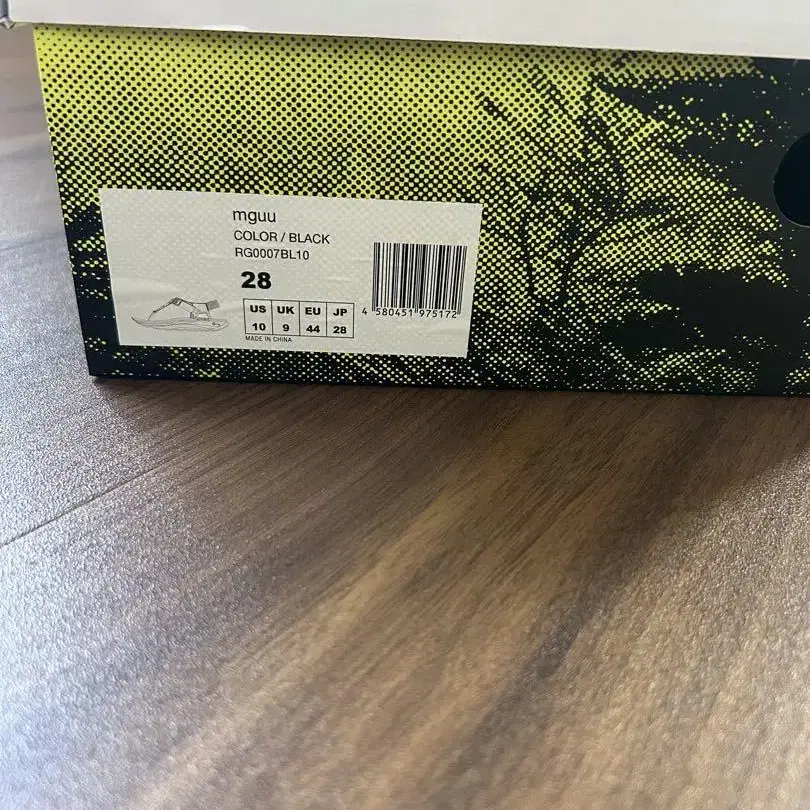 mguu
COLOR / BLACK
RG0007BL10
28
US UK EU JP
10 9 44 28
MADE IN CHINA
4 580451 975172